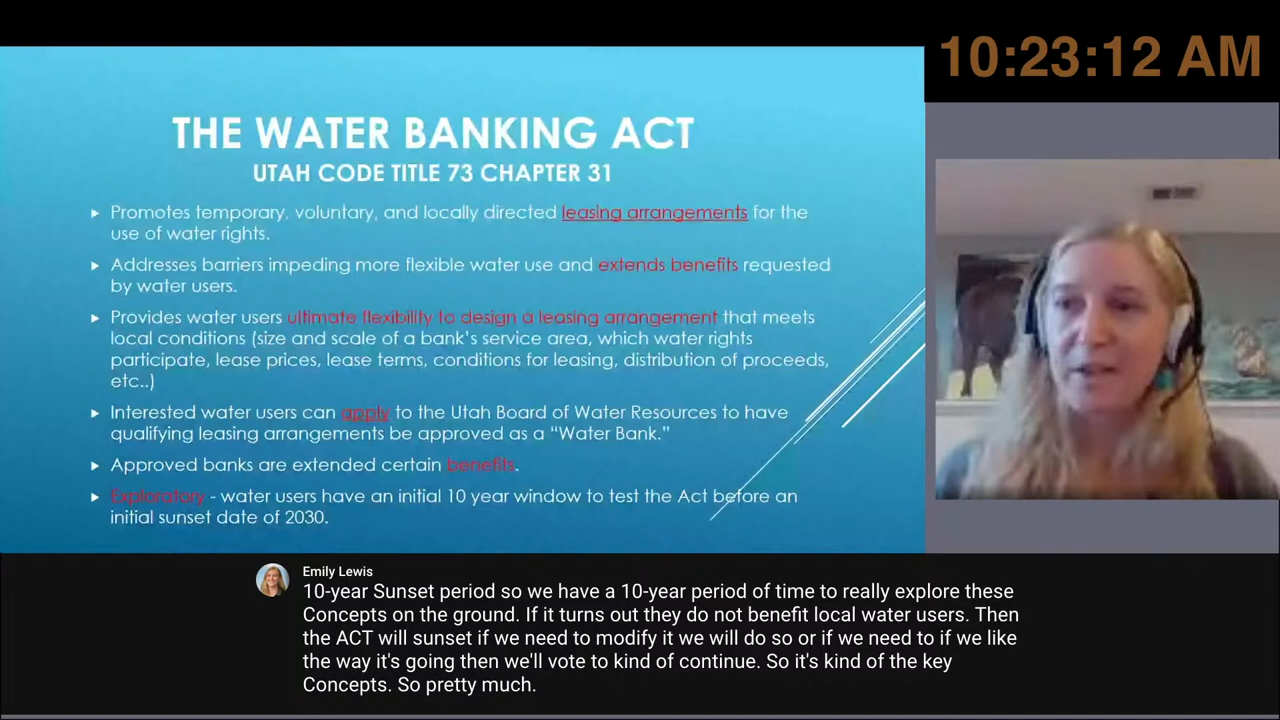 10:23:12 AM
THE WATER BANKING ACT
UTAH CODE TITLE 73 CHAPTER 31
Promotes temporary, voluntary, and locally directed leasing arrangements for the
use of water rights.
Addresses barriers impeding more flexible water use and extends benefits requested
by water users.
Provides water users ultimate flexibility to design a leasing arrangement that meets
local conditions (size and scale of a bank's service area, which water rights
participate, lease prices, lease terms, conditions for leasing, distribution of proceeds,
etc..)
Interested water users can apply to the Utah Board of Water Resources to have
qualifying leasing arrangements be approved as a “Water Bank.”
Approved banks are extended certain benefits.
Exploratory - water users have an initial 10 year window to test the Act before an
initial sunset date of 2030.
Emily Lewis
10-year Sunset period so we have a 10-year period of time to really explore these
Concepts on the ground. If it turns out they do not benefit local water users. Then
the ACT will sunset if we need to modify it we will do so or if we need to if we like
the way it's going then we'll vote to kind of continue. So it's kind of the key
Concepts. So pretty much.